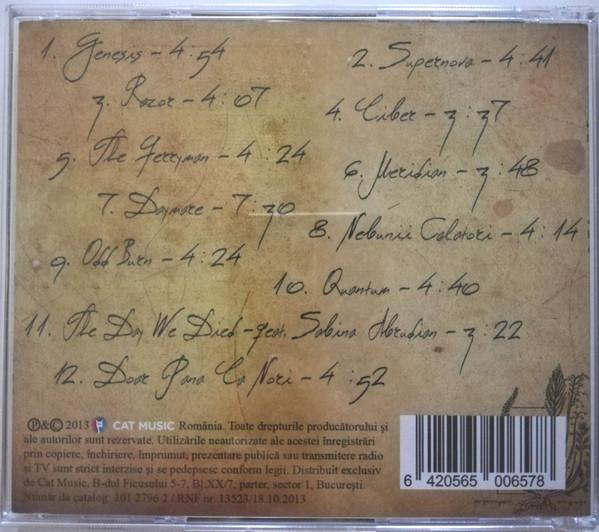 1. Genesis - 4:54
2. Supernova - 4:41
3. Razor - 4:07
4. Ciber - 3:37
5. The Ferryman - 4:24
6. Meridian - 3:48
7. Daymare - 7:30
8. Nebunii Calatori - 4:14
9. Odd Burn - 4:24
10. Quantum - 4:40
11. The Day We Died - feat. Sabina Abrudan - 3:22
12. Doar Pana La Nori - 4:52
℗&© 2013 CAT MUSIC România. Toate drepturile producătorului și
ale autorilor sunt rezervate. Utilizările neautorizate ale acestei înregistrări
prin copiere, închiriere, împrumut, prezentare publică sau transmitere radio
și TV sunt strict interzise și se pedepsesc conform legii. Distribuit exclusiv
de Cat Music, B-dul Ficusului 5-7, Bl.XX/7, parter, sector 1, București.
Număr de catalog: 101 2796 2 / RNF nr. 13523/18.10.2013
6 420565 006578